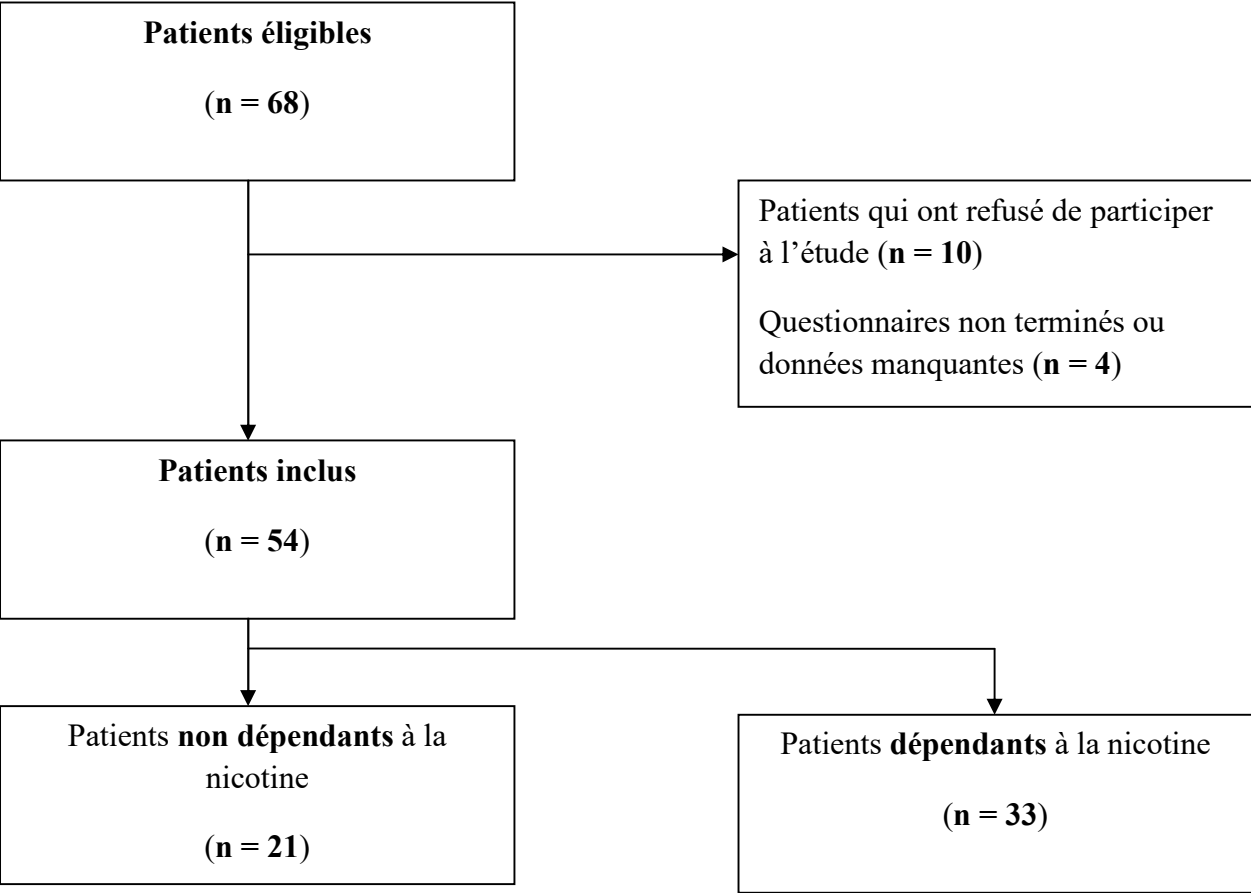 Patients éligibles
(n = 68)
Patients qui ont refusé de participer
à l’étude (n = 10)
Questionnaires non terminés ou
données manquantes (n = 4)
Patients inclus
(n = 54)
Patients non dépendants à la
nicotine
(n = 21)
Patients dépendants à la nicotine
(n = 33)